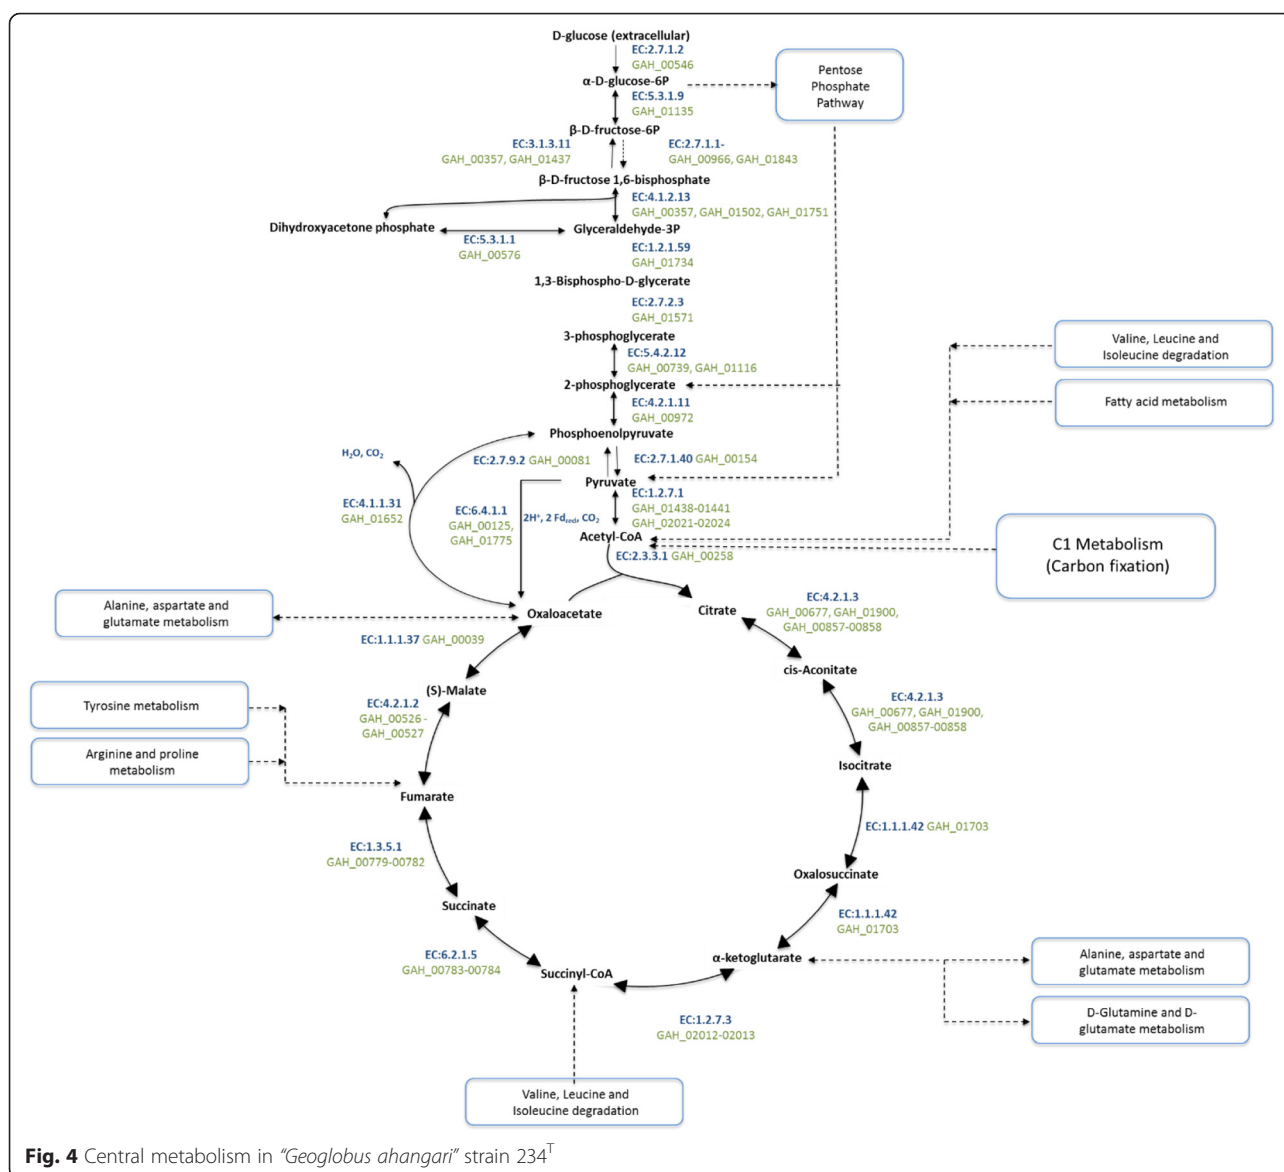 D-glucose (extracellular)
EC:2.7.1.2
GAH_00546
α-D-glucose-6P
Pentose
Phosphate
Pathway
EC:5.3.1.9
GAH_01135
β-D-fructose-6P
EC:3.1.3.11
GAH_00357, GAH_01437
EC:2.7.1.1-
GAH_00966, GAH_01843
β-D-fructose 1,6-bisphosphate
EC:4.1.2.13
GAH_00357, GAH_01502, GAH_01751
Dihydroxyacetone phosphate
Glyceraldehyde-3P
EC:5.3.1.1
GAH_00576
EC:1.2.1.59
GAH_01734
1,3-Bisphospho-D-glycerate
EC:2.7.2.3
GAH_01571
3-phosphoglycerate
EC:5.4.2.12
GAH_00739, GAH_01116
Valine, Leucine and
Isoleucine degradation
2-phosphoglycerate
EC:4.2.1.11
GAH_00972
Fatty acid metabolism
Phosphoenolpyruvate
H2O, CO2
EC:2.7.9.2 GAH_00081
EC:2.7.1.40 GAH_00154
Pyruvate
EC:4.1.1.31
GAH_01652
EC:6.4.1.1
GAH_00125,
GAH_01775
EC:1.2.7.1
GAH_01438-01441
GAH_02021-02024
2H+, 2 Fdred, CO2
Acetyl-CoA
EC:2.3.3.1 GAH_00258
C1 Metabolism
(Carbon fixation)
Alanine, aspartate and
glutamate metabolism
Oxaloacetate
Citrate
EC:4.2.1.3
GAH_00677, GAH_01900,
GAH_00857-00858
EC:1.1.1.37 GAH_00039
cis-Aconitate
(S)-Malate
EC:4.2.1.3
GAH_00677, GAH_01900,
GAH_00857-00858
Tyrosine metabolism
EC:4.2.1.2
GAH_00526 -
GAH_00527
Arginine and proline
metabolism
Isocitrate
Fumarate
EC:1.1.1.42 GAH_01703
EC:1.3.5.1
GAH_00779-00782
Oxalosuccinate
Succinate
EC:1.1.1.42
GAH_01703
EC:6.2.1.5
GAH_00783-00784
α-ketoglutarate
Alanine, aspartate and
glutamate metabolism
Succinyl-CoA
EC:1.2.7.3
GAH_02012-02013
D-Glutamine and D-
glutamate metabolism
Valine, Leucine and
Isoleucine degradation
Fig. 4 Central metabolism in "Geoglobus ahangari" strain 234T